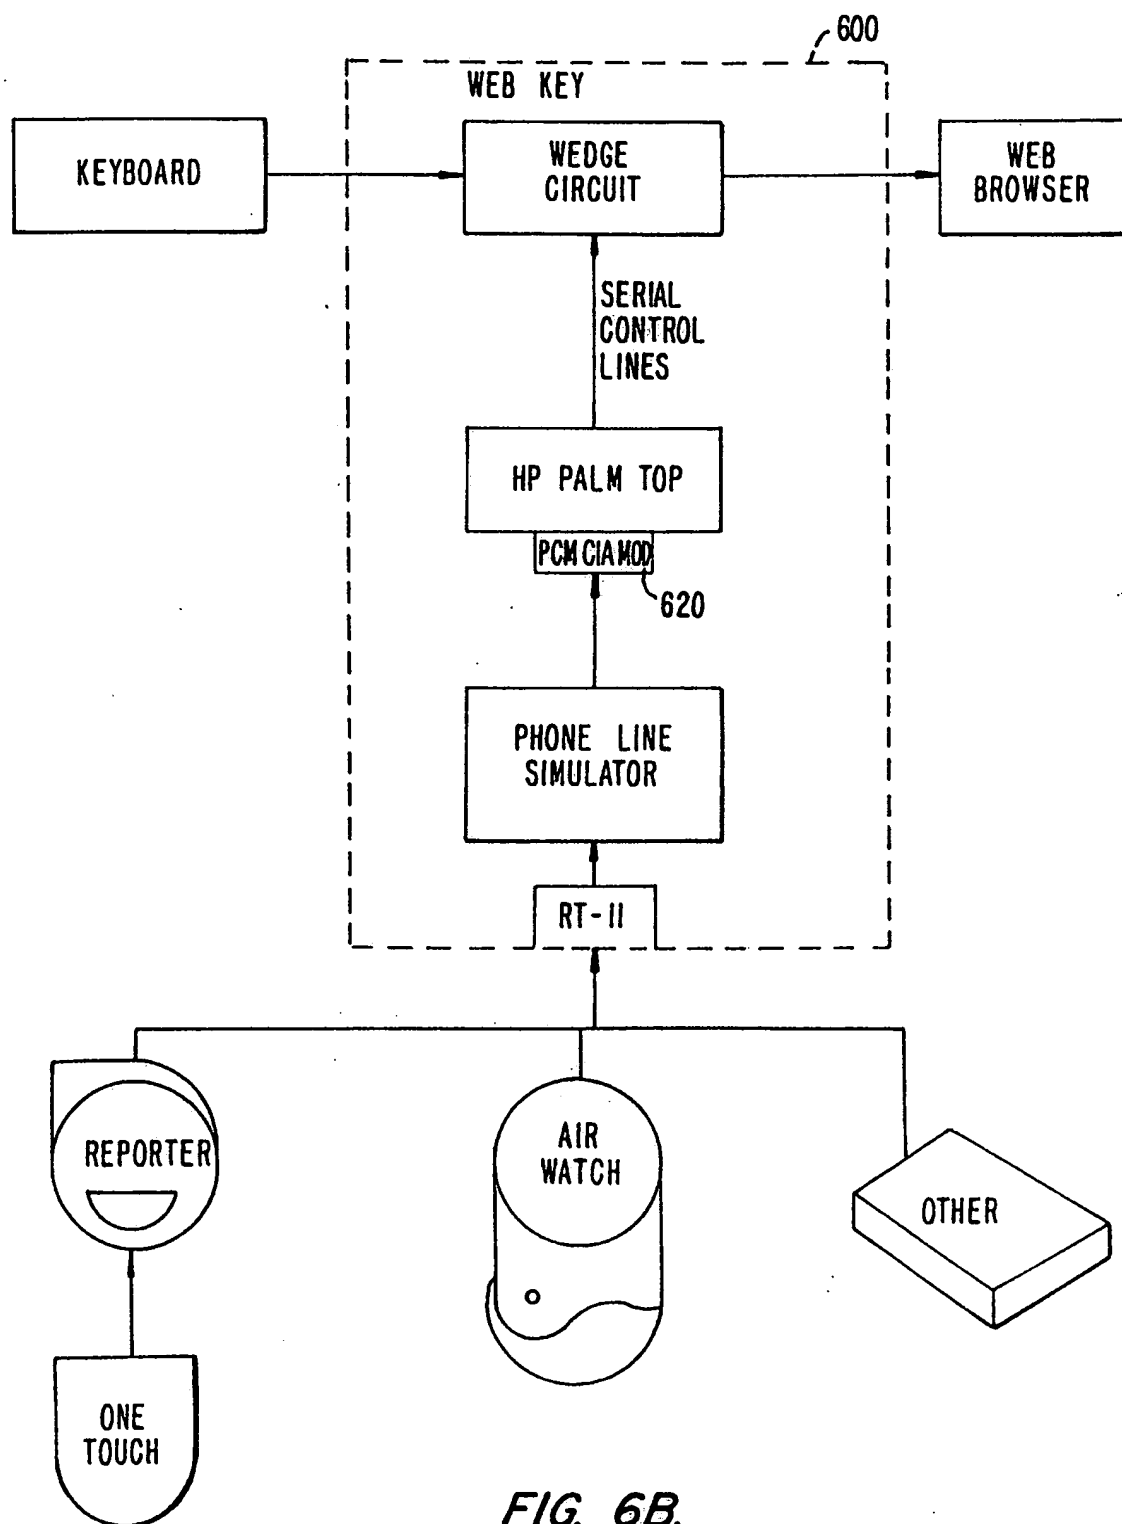 600
WEB KEY
KEYBOARD
WEDGE
CIRCUIT
WEB
BROWSER
SERIAL
CONTROL
LINES
HP PALM TOP
PCMCIA MOD
620
PHONE LINE
SIMULATOR
RT-11
REPORTER
AIR
WATCH
OTHER
ONE
TOUCH
FIG. 6B.